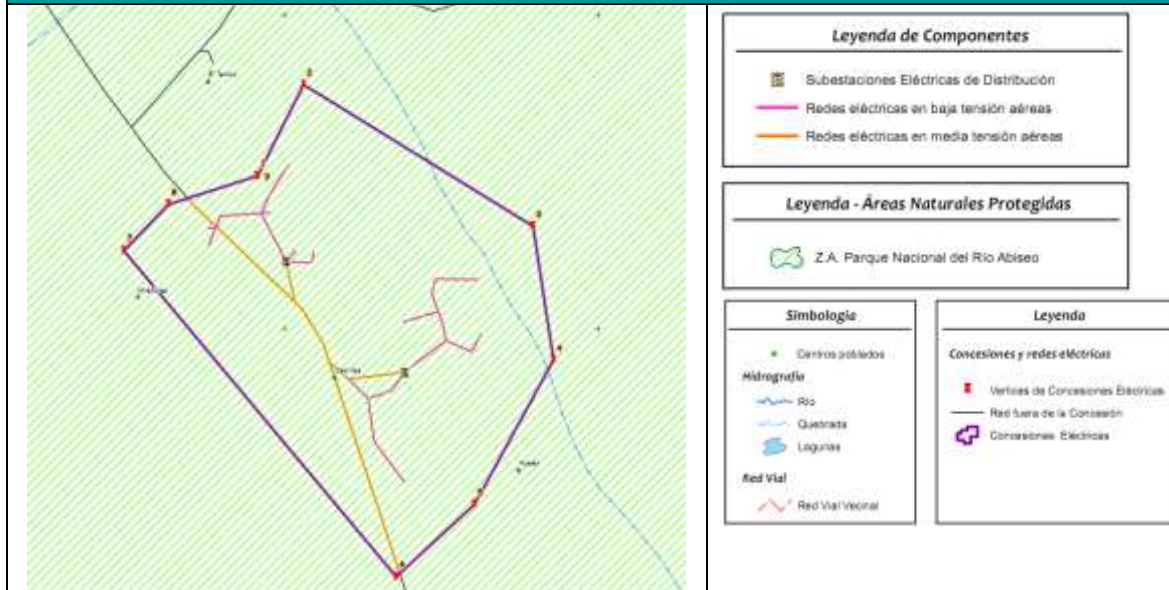 Leyenda de Componentes
Subestaciones Eléctricas de Distribución
Redes eléctricas en baja tensión aéreas
Redes eléctricas en media tensión aéreas
Leyenda - Áreas Naturales Protegidas
Z.A. Parque Nacional del Río Abiseo
Simbología
Centros poblados
Hidrografía
Río
Quebrada
Lagunas
Red Vial
Red Vial Vecinal
Leyenda
Concesiones y redes eléctricas
Vertices de Concesiones Eléctricas
Red fuera de la Concesión
Concesiones Eléctricas